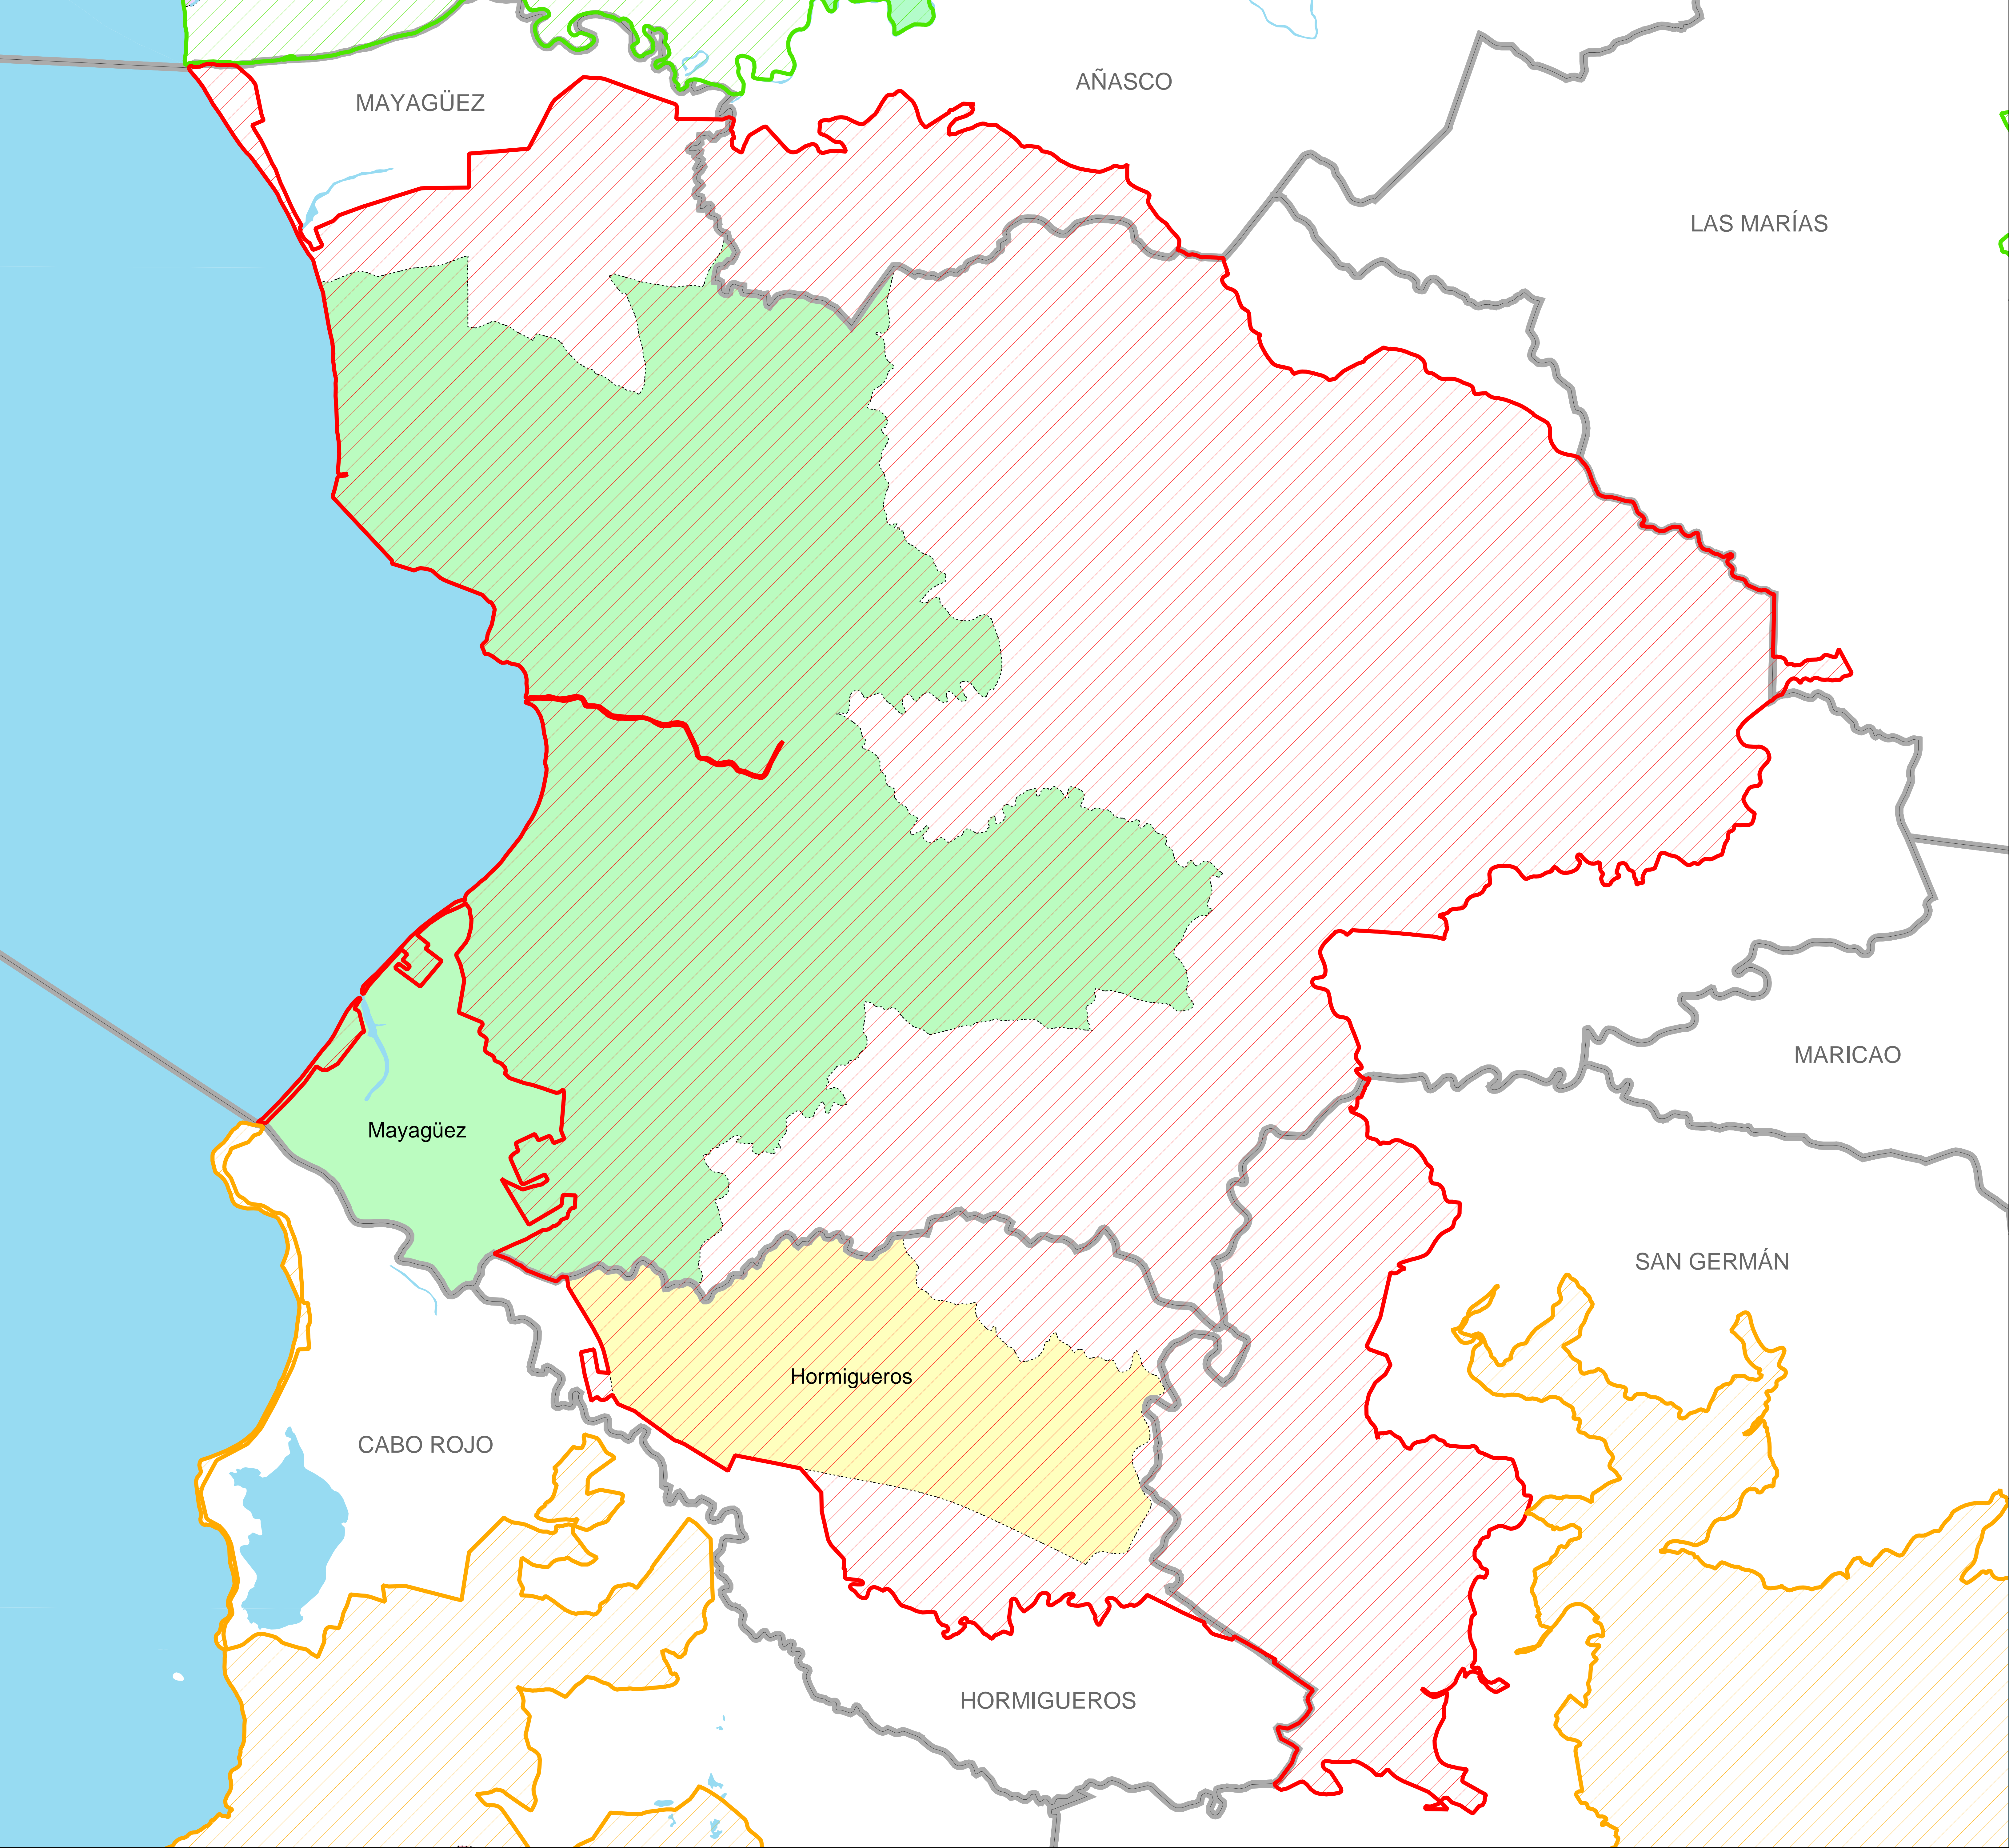 AÑASCO
MAYAGÜEZ
LAS MARÍAS
MARICAO
Mayagüez
SAN GERMÁN
Hormigueros
CABO ROJO
HORMIGUEROS